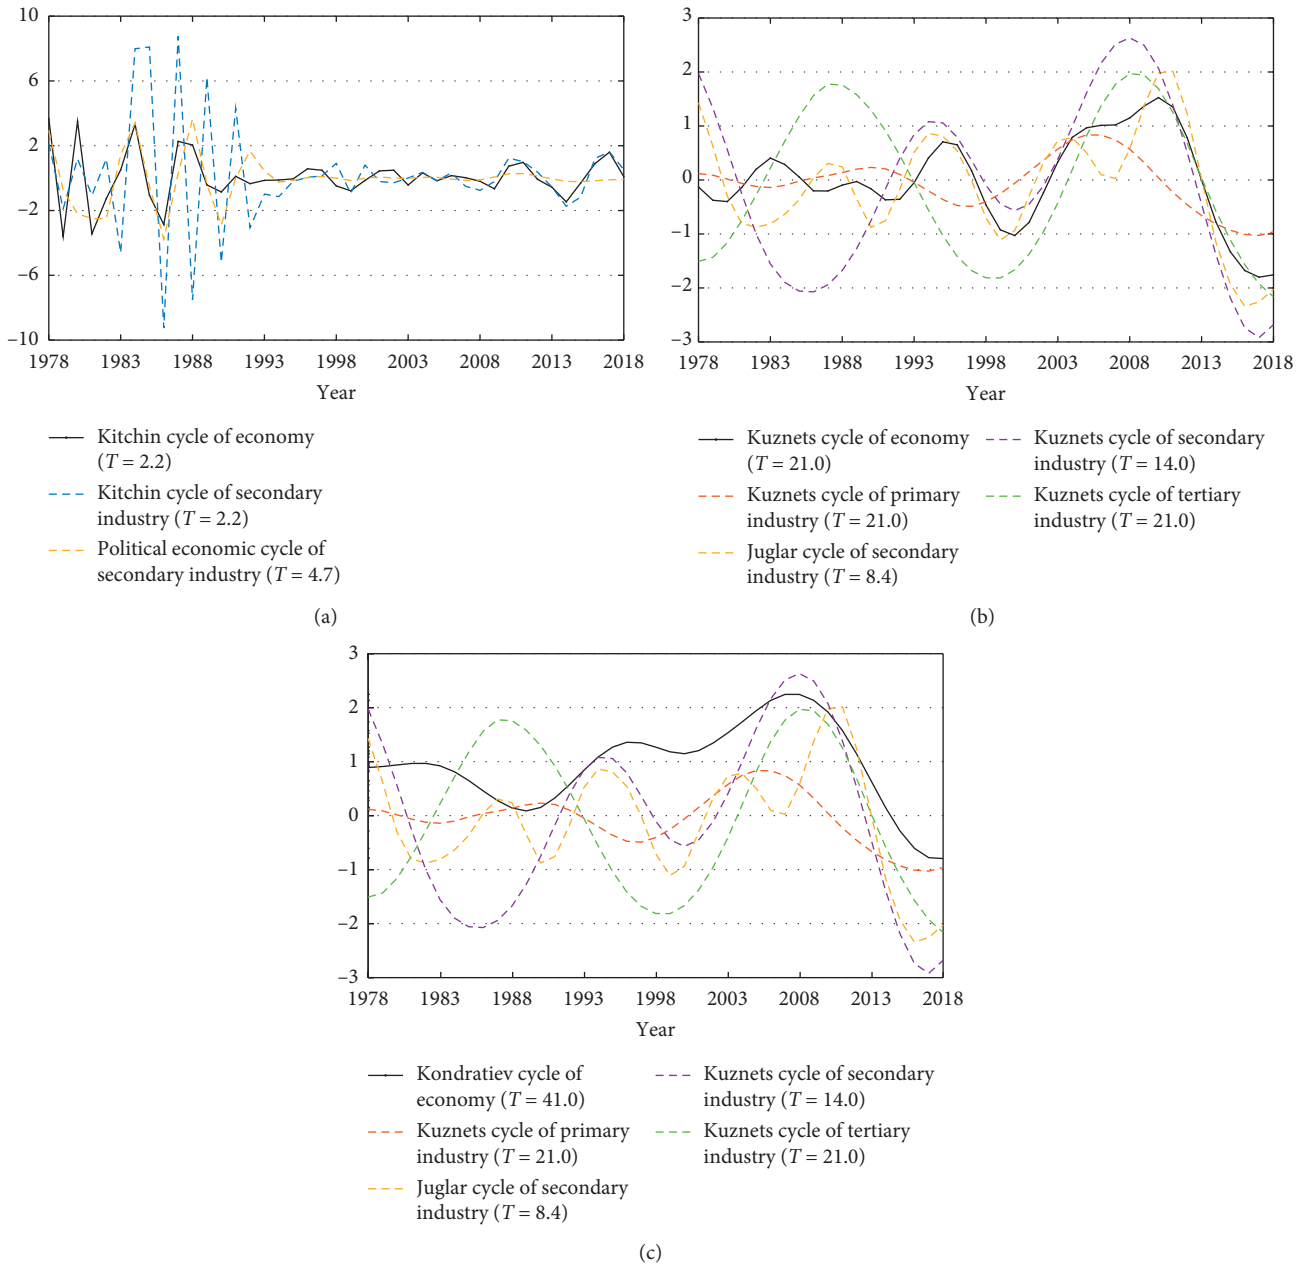 10
6
2
−2
−6
−10
1978 1983 1988 1993 1998 2003 2008 2013 2018
Year
Kitchin cycle of economy
(T = 2.2)
Kitchin cycle of secondary
industry (T = 2.2)
Political economic cycle of
secondary industry (T = 4.7)
(a)
3
2
1
0
−1
−2
−3
1978 1983 1988 1993 1998 2003 2008 2013 2018
Year
Kuznets cycle of economy
(T = 21.0)
Kuznets cycle of primary
industry (T = 21.0)
Juglar cycle of secondary
industry (T = 8.4)
Kuznets cycle of secondary
industry (T = 14.0)
Kuznets cycle of tertiary
industry (T = 21.0)
(b)
3
2
1
0
−1
−2
−3
1978 1983 1988 1993 1998 2003 2008 2013 2018
Year
Kondratiev cycle of
economy (T = 41.0)
Kuznets cycle of primary
industry (T = 21.0)
Juglar cycle of secondary
industry (T = 8.4)
Kuznets cycle of secondary
industry (T = 14.0)
Kuznets cycle of tertiary
industry (T = 21.0)
(c)